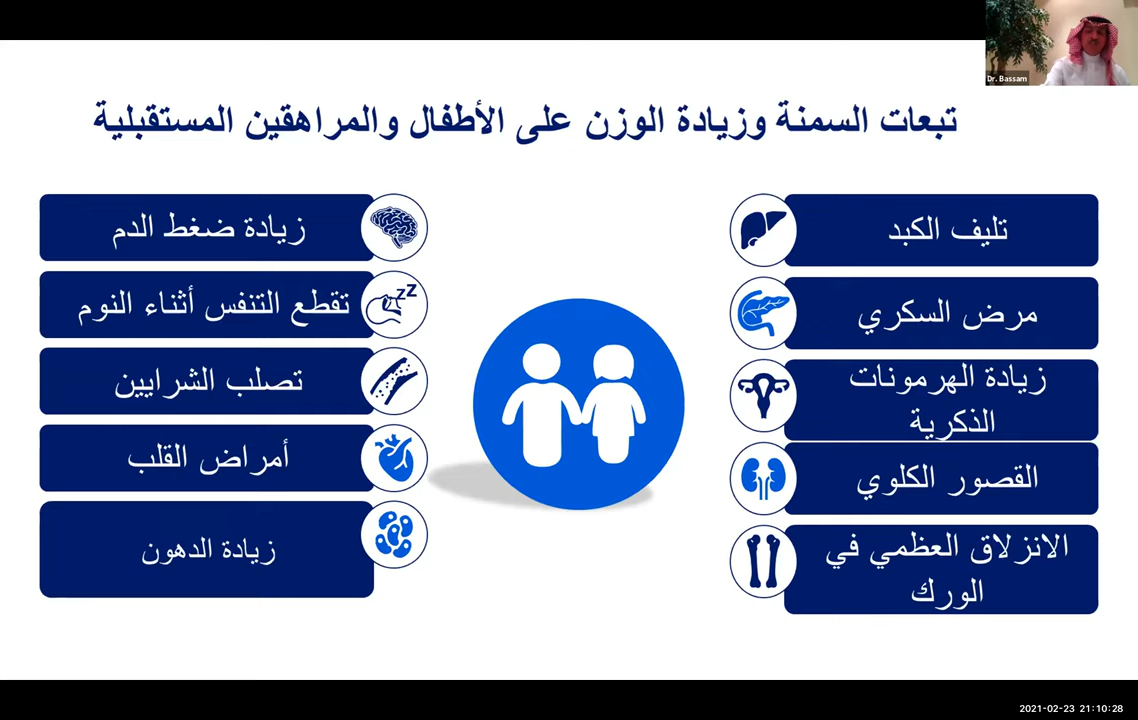 Dr. Bassam
تبعات السمنة وزيادة الوزن على الأطفال والمراهقين المستقبلية
تليف الكبد
مرض السكري
زيادة الهرمونات
الذكرية
القصور الكلوي
الانزلاق العظمي في
الورك
زيادة ضغط الدم
تقطع التنفس أثناء النوم
zZZ
تصلب الشرايين
أمراض القلب
زيادة الدهون
2021-02-23 21:10:28